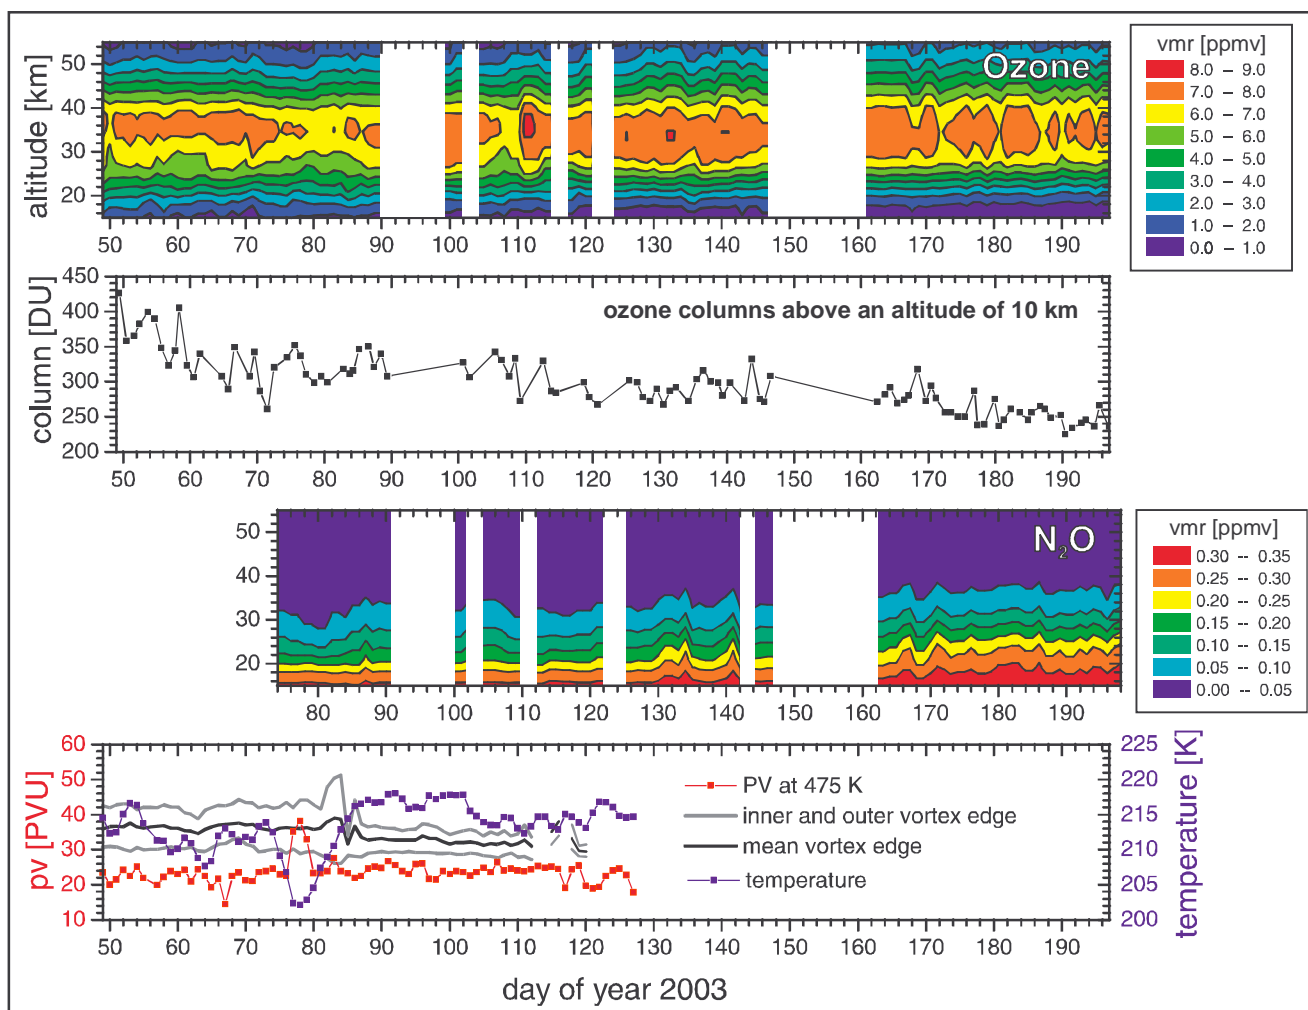 altitude [km]
50
40
30
20
Ozone
50 60 70 80 90 100 110 120 130 140 150 160 170 180 190
vmr [ppmv]
8.0 – 9.0
7.0 – 8.0
6.0 – 7.0
5.0 – 6.0
4.0 – 5.0
3.0 – 4.0
2.0 – 3.0
1.0 – 2.0
0.0 – 1.0
column [DU]
450
400
350
300
250
200
ozone columns above an altitude of 10 km
50 60 70 80 90 100 110 120 130 140 150 160 170 180 190
50
40
30
20
N2O
80 90 100 110 120 130 140 150 160 170 180 190
vmr [ppmv]
0.30 -- 0.35
0.25 -- 0.30
0.20 -- 0.25
0.15 -- 0.20
0.10 -- 0.15
0.05 -- 0.10
0.00 -- 0.05
pv [PVU]
60
50
40
30
20
10
PV at 475 K
inner and outer vortex edge
mean vortex edge
temperature
225
220
215
210
205
200
temperature [K]
50 60 70 80 90 100 110 120 130 140 150 160 170 180 190
day of year 2003